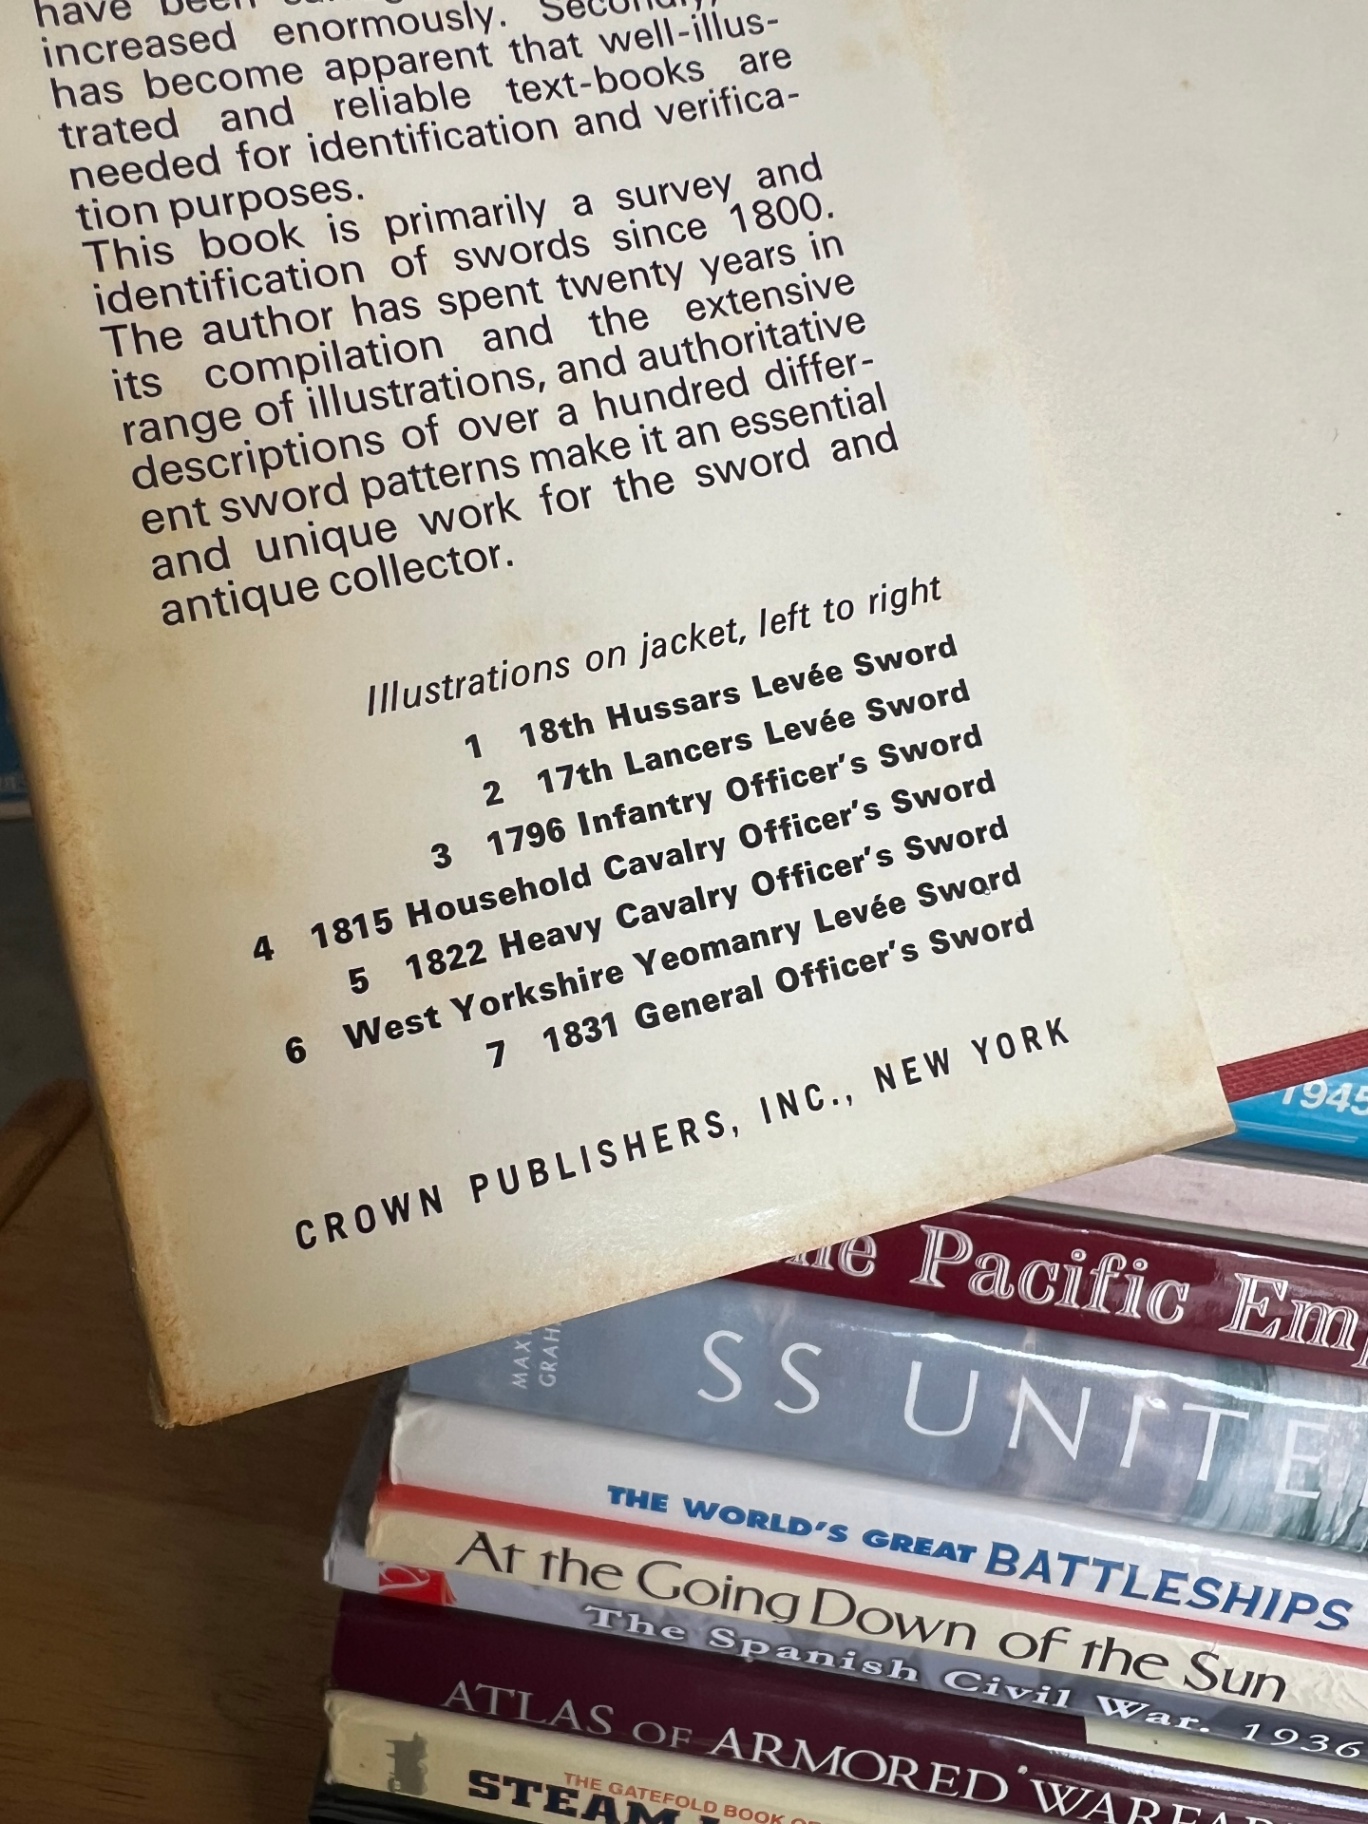 have been
increased enormously. Secondly,
has become apparent that well-illus-
trated and reliable text-books are
needed for identification and verifica-
tion purposes.
This book is primarily a survey and
identification of swords since 1800.
The author has spent twenty years in
its compilation and the extensive
range of illustrations, and authoritative
descriptions of over a hundred differ-
ent sword patterns make it an essential
and unique work for the sword and
antique collector.
Illustrations on jacket, left to right
1 18th Hussars Levée Sword
2 17th Lancers Levée Sword
3 1796 Infantry Officer's Sword
4 1815 Household Cavalry Officer's Sword
5 1822 Heavy Cavalry Officer's Sword
6 West Yorkshire Yeomanry Levée Sword
7 1831 General Officer's Sword
CROWN PUBLISHERS, INC., NEW YORK
1945
Pacific Em
MAX
GRAH
SS UNITE
THE WORLD'S GREAT BATTLESHIPS
At the Going Down of the Sun
The Spanish Civil War. 1936
ATLAS OF ARMORED WARFA
THE GATEFOLD BOOK OF
STEAM